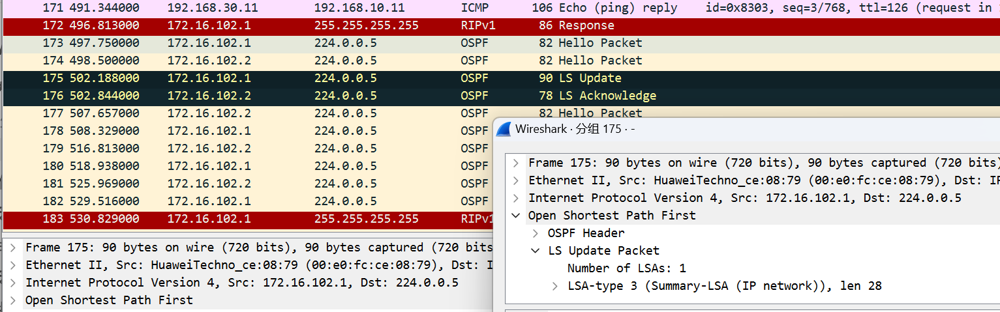 171 491.344000 192.168.30.11 192.168.10.11 ICMP 106 Echo (ping) reply id=0x8303, seq=3/768, ttl=126 (request in
172 496.813000 172.16.102.1 255.255.255.255 RIPv1 86 Response
173 497.750000 172.16.102.1 224.0.0.5 OSPF 82 Hello Packet
174 498.500000 172.16.102.2 224.0.0.5 OSPF 82 Hello Packet
175 502.188000 172.16.102.1 224.0.0.5 OSPF 90 LS Update
176 502.844000 172.16.102.2 224.0.0.5 OSPF 78 LS Acknowledge
177 507.657000 172.16.102.2 224.0.0.5 OSPF 82 Hello Packet
178 508.329000 172.16.102.1 224.0.0.5 OSPF
179 516.813000 172.16.102.2 224.0.0.5 OSPF
180 518.938000 172.16.102.1 224.0.0.5 OSPF
181 525.969000 172.16.102.2 224.0.0.5 OSPF
182 529.516000 172.16.102.1 224.0.0.5 OSPF
183 530.829000 172.16.102.1 255.255.255.255 RIPv1
Frame 175: 90 bytes on wire (720 bits), 90 bytes captured (720 bits
Ethernet II, Src: HuaweiTechno_ce:08:79 (00:e0:fc:ce:08:79), Dst: I
Internet Protocol Version 4, Src: 172.16.102.1, Dst: 224.0.0.5
Open Shortest Path First
Wireshark · 分组 175 · -
Frame 175: 90 bytes on wire (720 bits), 90 bytes captured (720 bits)
Ethernet II, Src: HuaweiTechno_ce:08:79 (00:e0:fc:ce:08:79), Dst: IP
Internet Protocol Version 4, Src: 172.16.102.1, Dst: 224.0.0.5
Open Shortest Path First
OSPF Header
LS Update Packet
Number of LSAs: 1
LSA-type 3 (Summary-LSA (IP network)), len 28